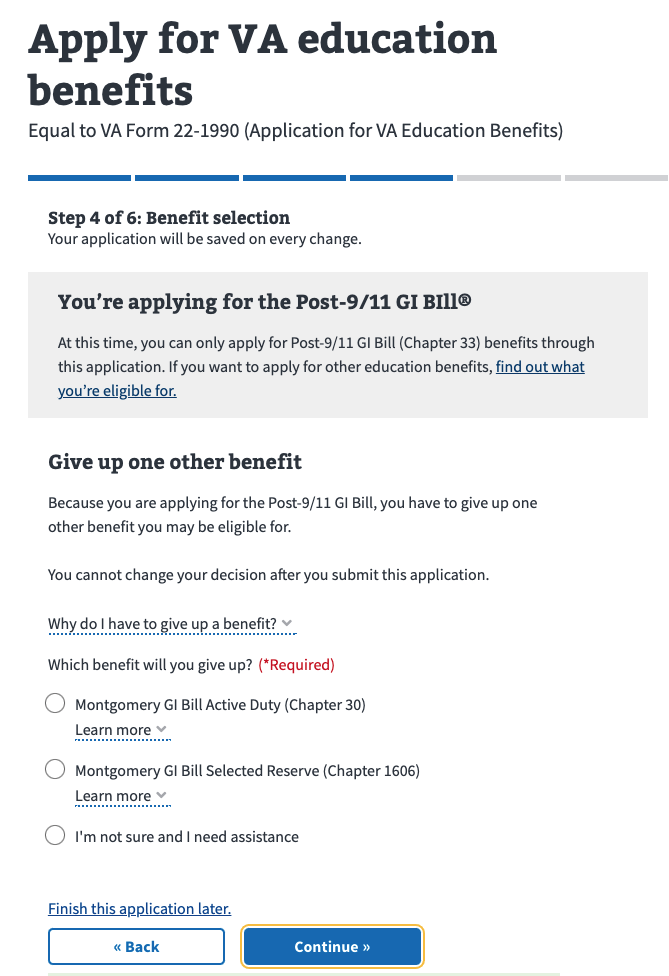 Apply for VA education
benefits
Equal to VA Form 22-1990 (Application for VA Education Benefits)
Step 4 of 6: Benefit selection
Your application will be saved on every change.
You’re applying for the Post-9/11 GI BIll®
At this time, you can only apply for Post-9/11 GI Bill (Chapter 33) benefits through
this application. If you want to apply for other education benefits, find out what
you’re eligible for.
Give up one other benefit
Because you are applying for the Post-9/11 GI Bill, you have to give up one
other benefit you may be eligible for.
You cannot change your decision after you submit this application.
Why do I have to give up a benefit?
Which benefit will you give up? (*Required)
Montgomery GI Bill Active Duty (Chapter 30)
Learn more
Montgomery GI Bill Selected Reserve (Chapter 1606)
Learn more
I'm not sure and I need assistance
Finish this application later.
« Back
Continue »